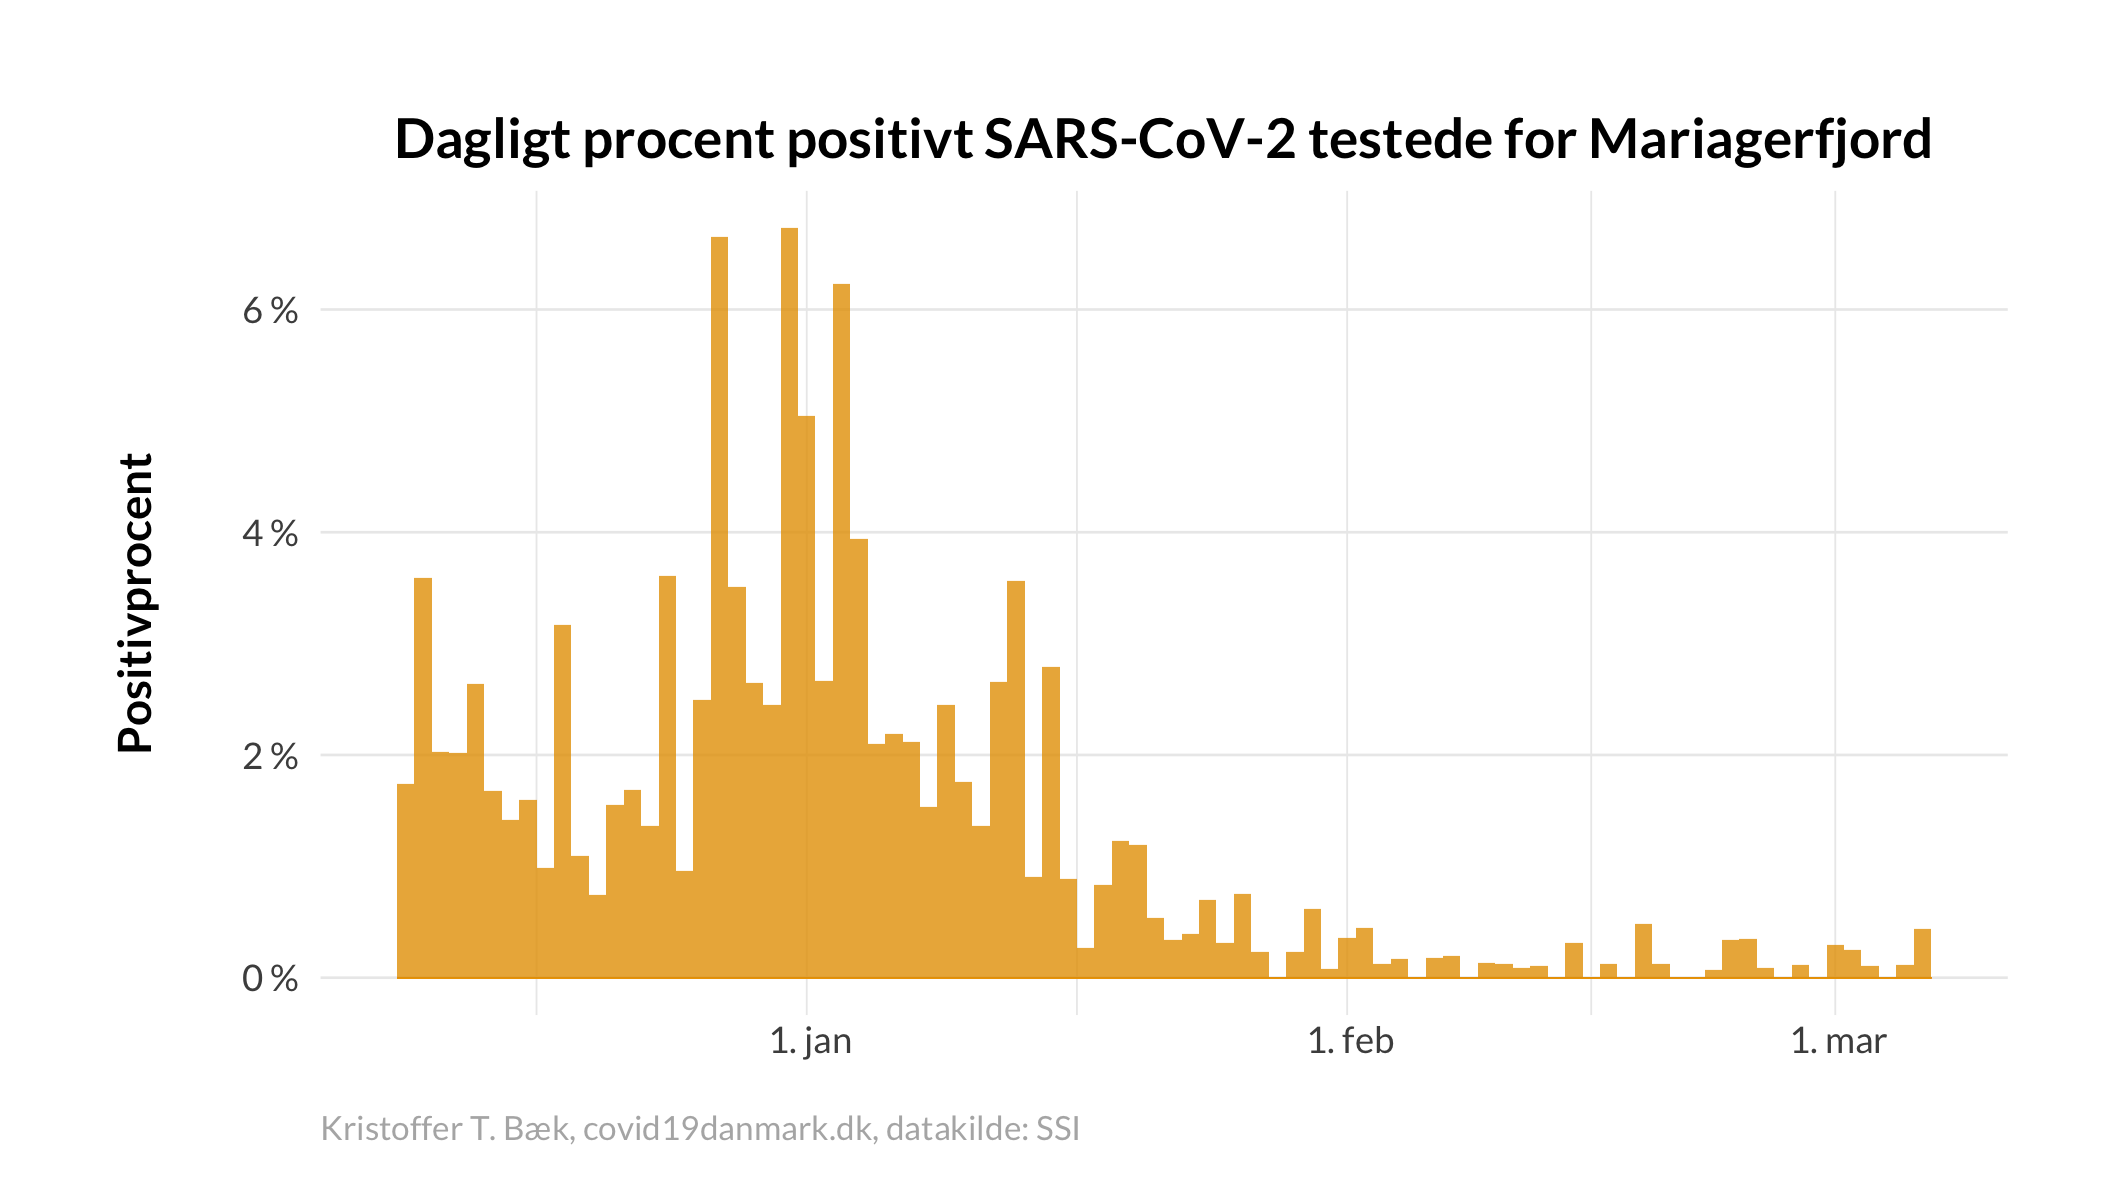 Dagligt procent positivt SARS-CoV-2 testede for Mariagerfjord
Positivprocent
6 %
4 %
2 %
0 %
1. jan
1. feb
1. mar
Kristoffer T. Bæk, covid19danmark.dk, datakilde: SSI